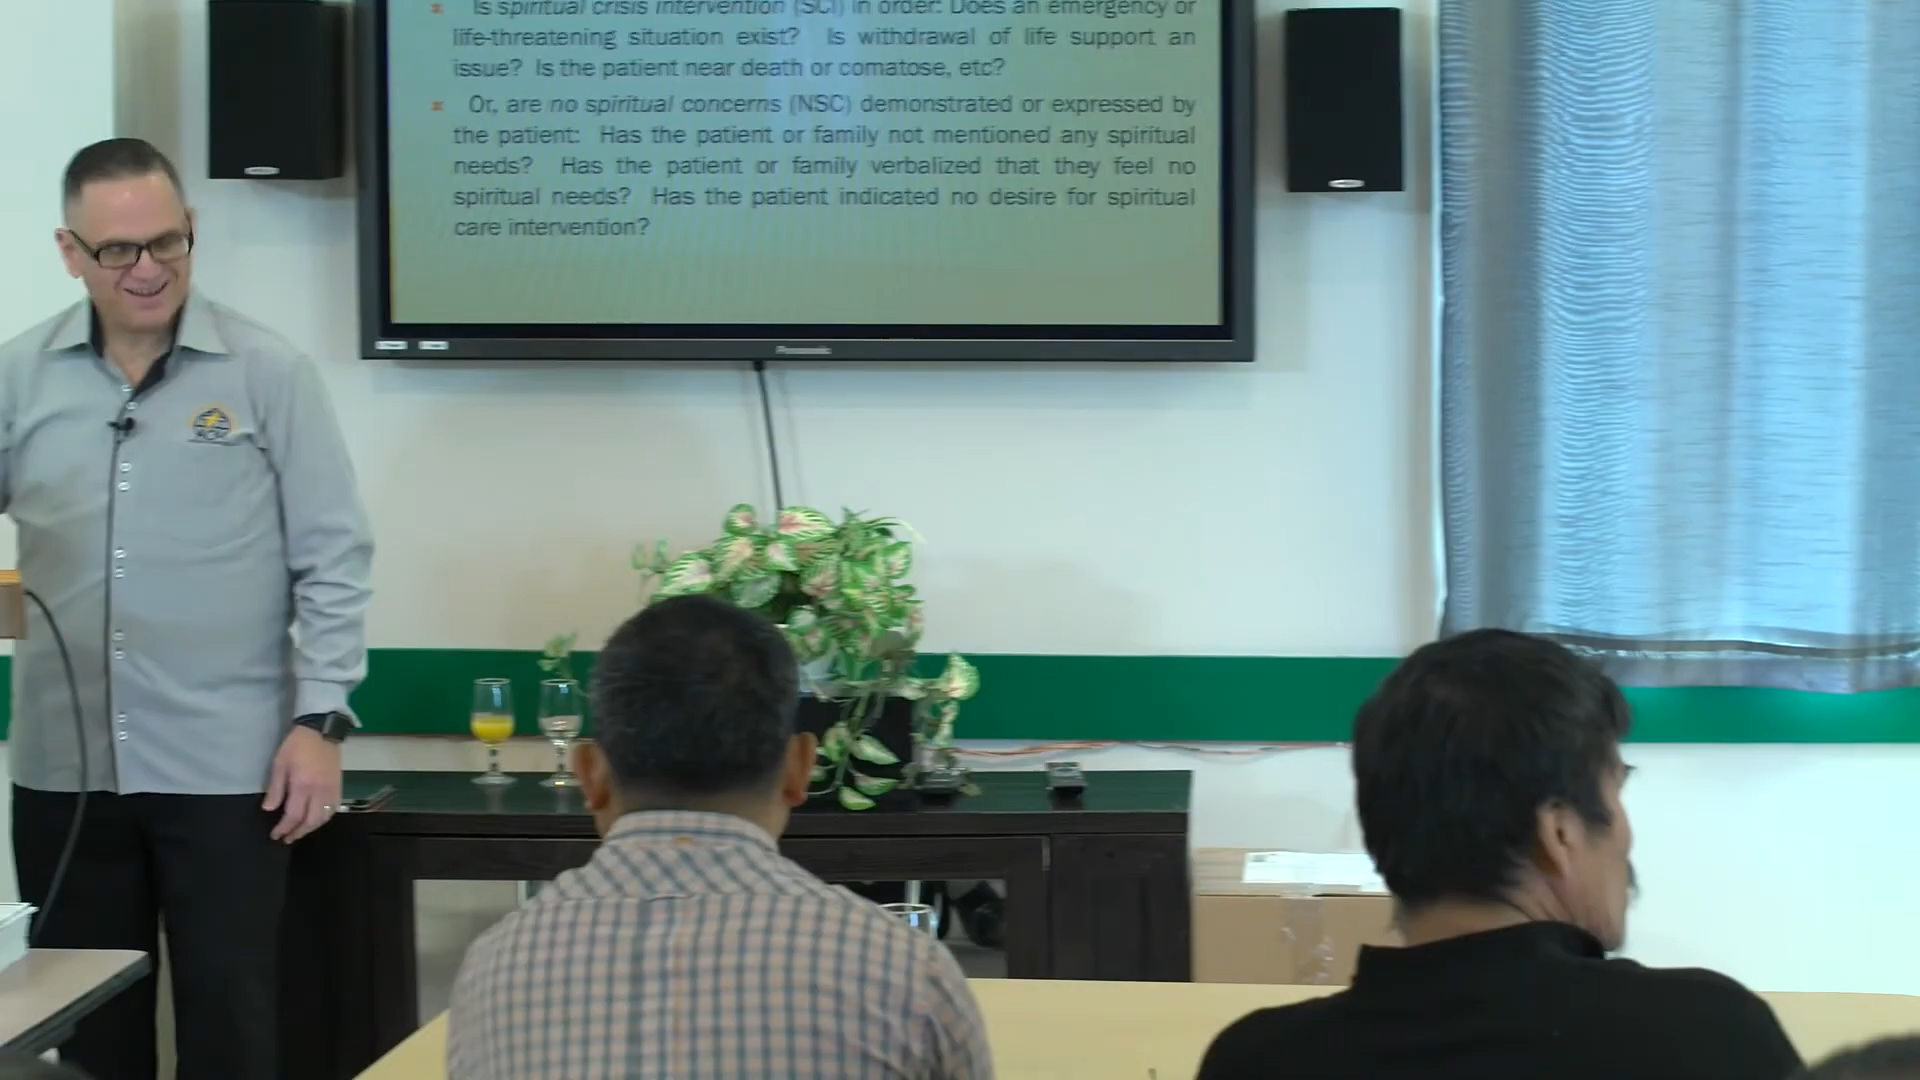 Is spiritual crisis intervention (SCI) in order: Does an emergency or
life-threatening situation exist? Is withdrawal of life support an
issue? Is the patient near death or comatose, etc?
Or, are no spiritual concerns (NSC) demonstrated or expressed by
the patient: Has the patient or family not mentioned any spiritual
needs? Has the patient or family verbalized that they feel no
spiritual needs? Has the patient indicated no desire for spiritual
care intervention?
Panasonic